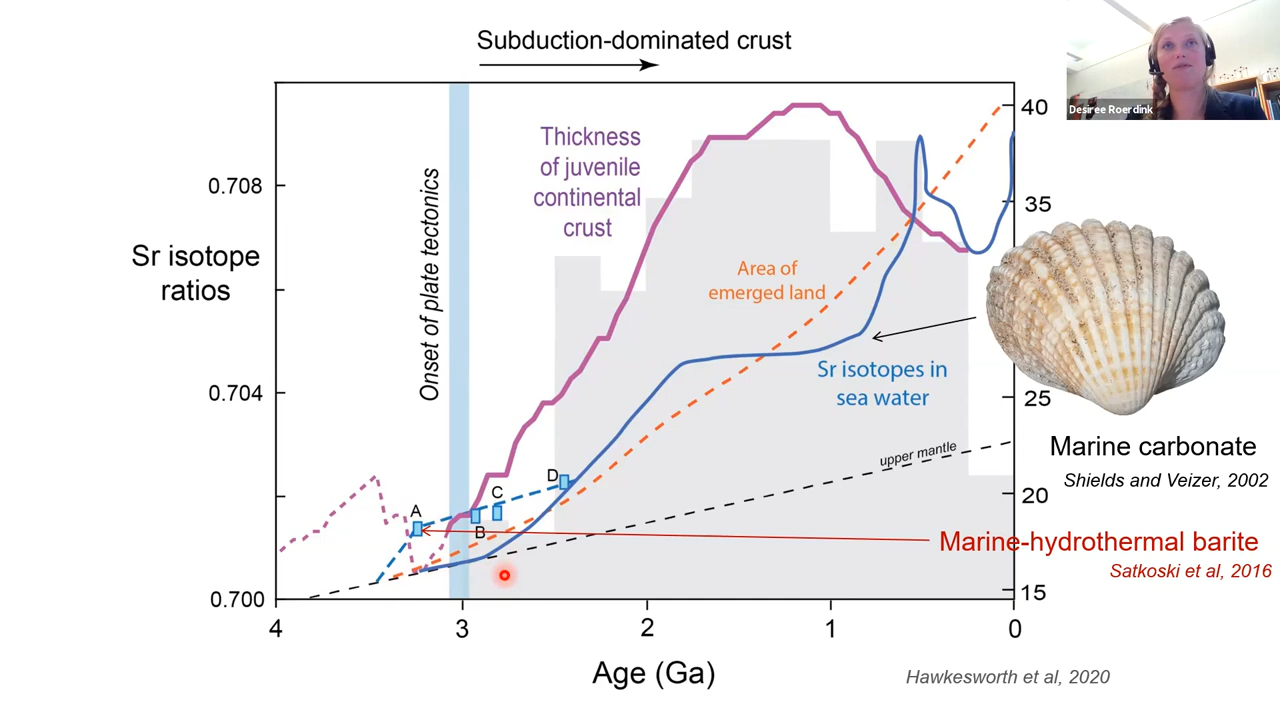 Subduction-dominated crust
Desiree Roerdink
40
Thickness
of juvenile
continental
crust
Onset of plate tectonics
0.708
35
Sr isotope
ratios
Area of
emerged land
Sr isotopes in
sea water
0.704
25
Marine carbonate
upper mantle
Shields and Veizer, 2002
D
C
20
A
B
Marine-hydrothermal barite
Satkoski et al, 2016
0.700
15
4
3
2
1
0
Age (Ga)
Hawkesworth et al, 2020